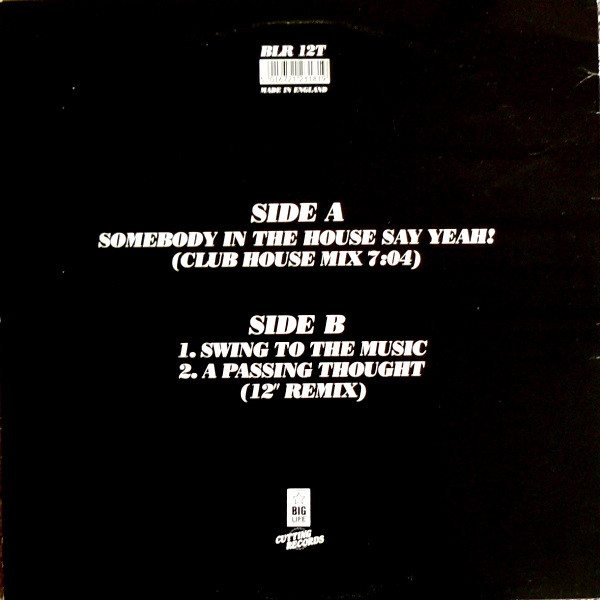 BLR 12T
MADE IN ENGLAND
SIDE A
SOMEBODY IN THE HOUSE SAY YEAH!
(CLUB HOUSE MIX 7:04)
SIDE B
1. SWING TO THE MUSIC
2. A PASSING THOUGHT
(12" REMIX)
BIG
LIFE
CUTTING
RECORDS